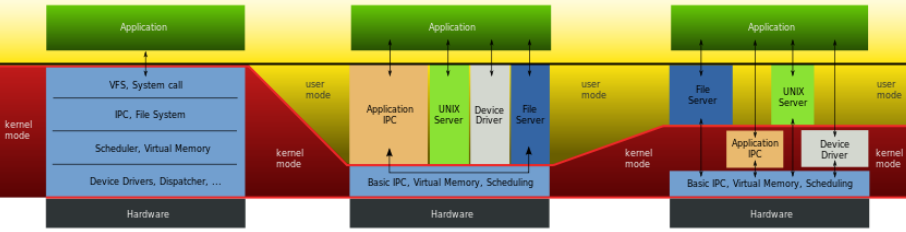 Application
VFS, System call
IPC, File System
Scheduler, Virtual Memory
Device Drivers, Dispatcher, ...
Hardware
kernel
mode
kernel
mode
user
mode
Application
Application
IPC
UNIX
Server
Device
Driver
File
Server
Basic IPC, Virtual Memory, Scheduling
Hardware
user
mode
kernel
mode
Application
File
Server
UNIX
Server
Application
IPC
Device
Driver
Basic IPC, Virtual Memory, Scheduling
Hardware
user
mode
kernel
mode